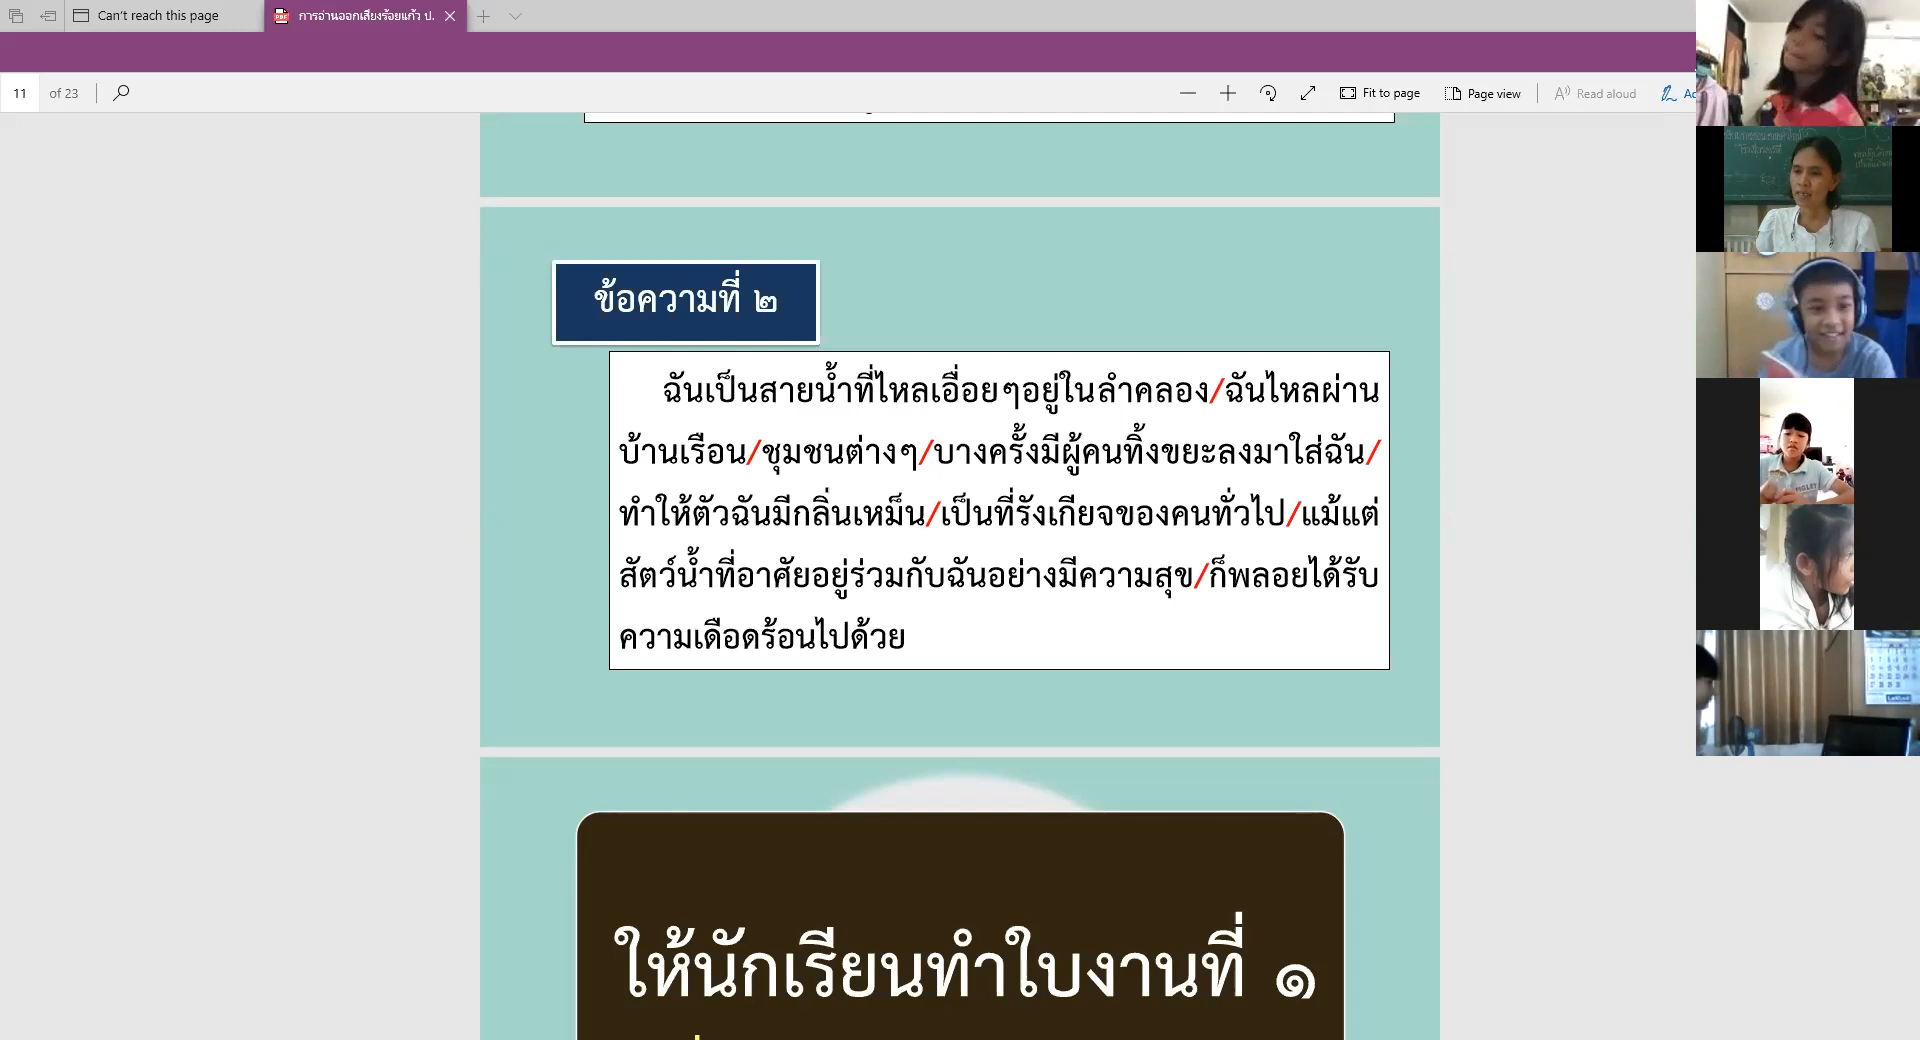 Can't reach this page
การอ่านออกเสียงร้อยแก้ว ป.
11 of 23
Fit to page
Page view
Read aloud
ข้อความที่ ๒
ฉันเป็นสายน้ำที่ไหลเอื่อยๆอยู่ในลำคลอง/ฉันไหลผ่าน
บ้านเรือน/ชุมชนต่างๆ/บางครั้งมีผู้คนทิ้งขยะลงมาใส่ฉัน/
ทำให้ตัวฉันมีกลิ่นเหม็น/เป็นที่รังเกียจของคนทั่วไป/แม้แต่
สัตว์น้ำที่อาศัยอยู่ร่วมกับฉันอย่างมีความสุข/ก็พลอยได้รับ
ความเดือดร้อนไปด้วย
ให้นักเรียนทำใบงานที่ ๑